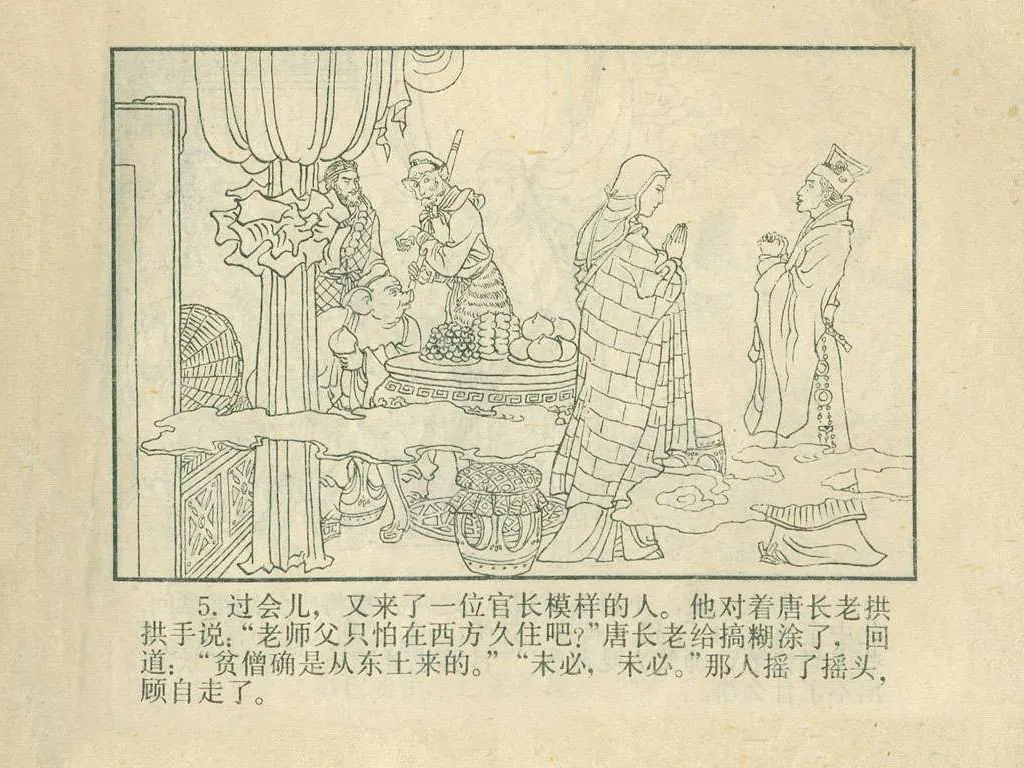 5. 过会儿，又来了一位官长模样的人。他对着唐长老拱
拱手说：“老师父只怕在西方久住吧？”唐长老给搞糊涂了，回
道：“贫僧确是从东土来的。”“未必，未必。”那人摇了摇头，
顾自走了。